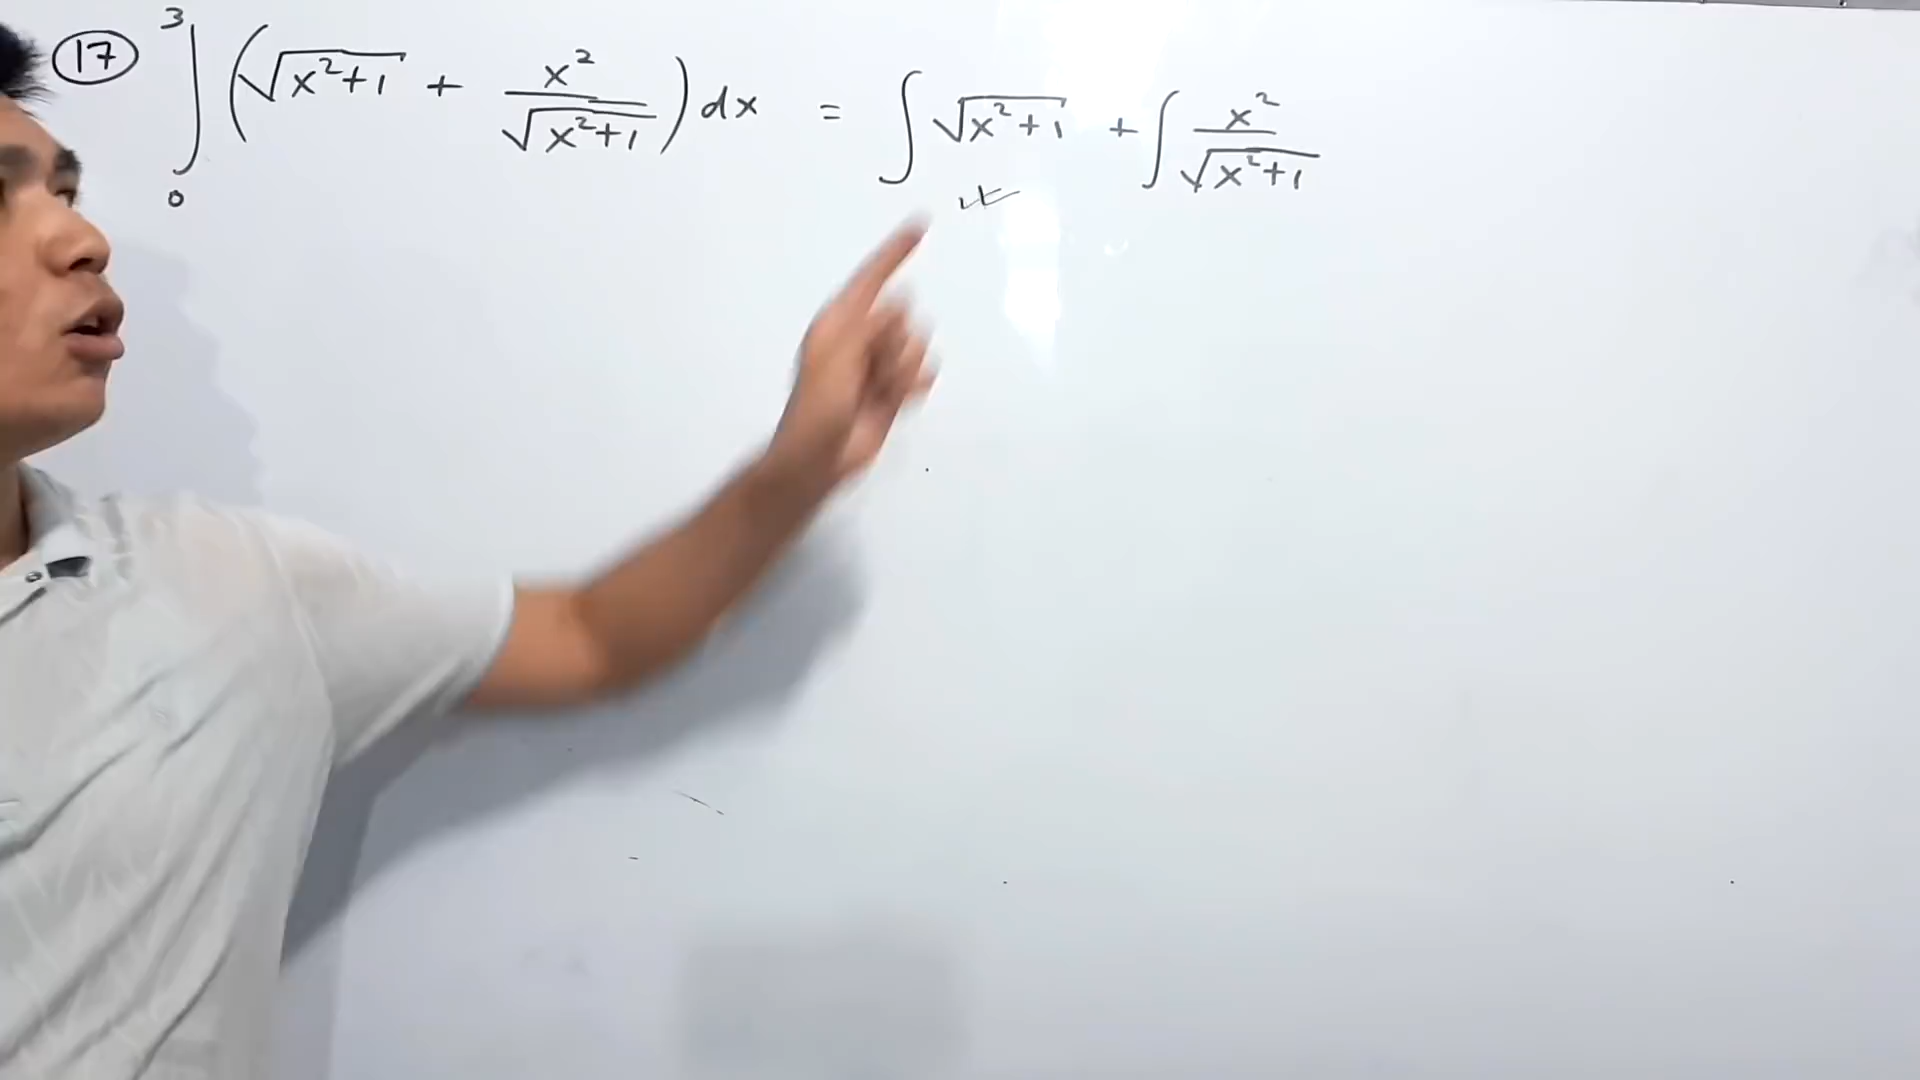 ⑰ ∫₀³ (√(x²+1) + x²/√(x²+1)) dx = ∫ √(x²+1) + ∫ x²/√(x²+1)